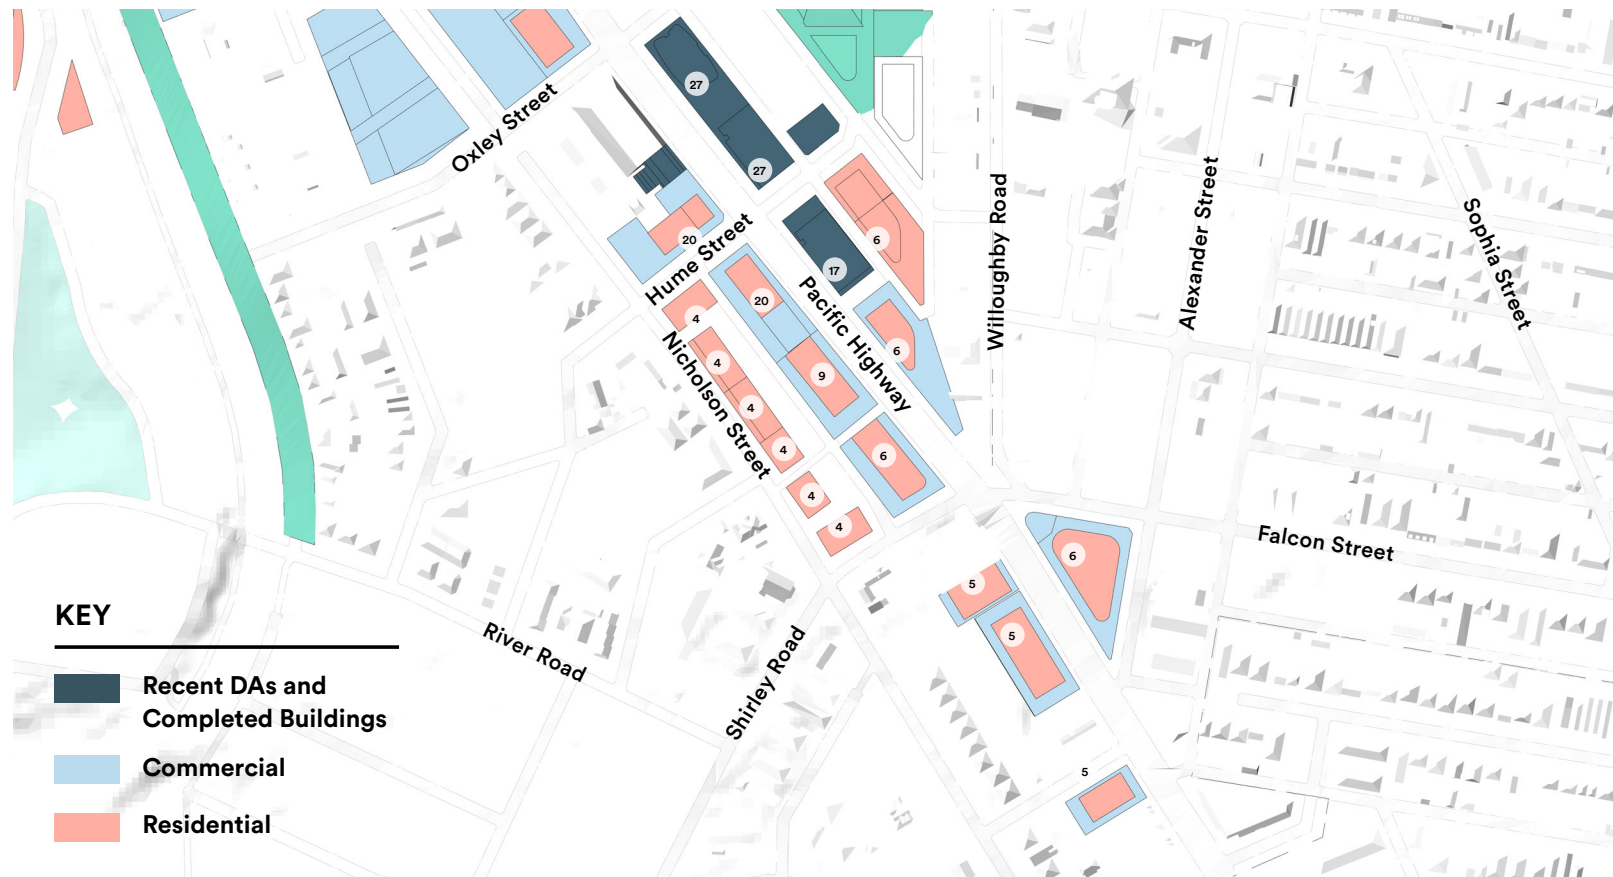 27
Oxley Street
27
Willoughby Road
Alexander Street
Sophia Street
20
Hume Street
6
17
Pacific Highway
20
4
6
Nicholson Street
4
9
4
4
6
4
4
Falcon Street
6
5
5
KEY
River Road
Shirley Road
Recent DAs and
Completed Buildings
Commercial
5
Residential